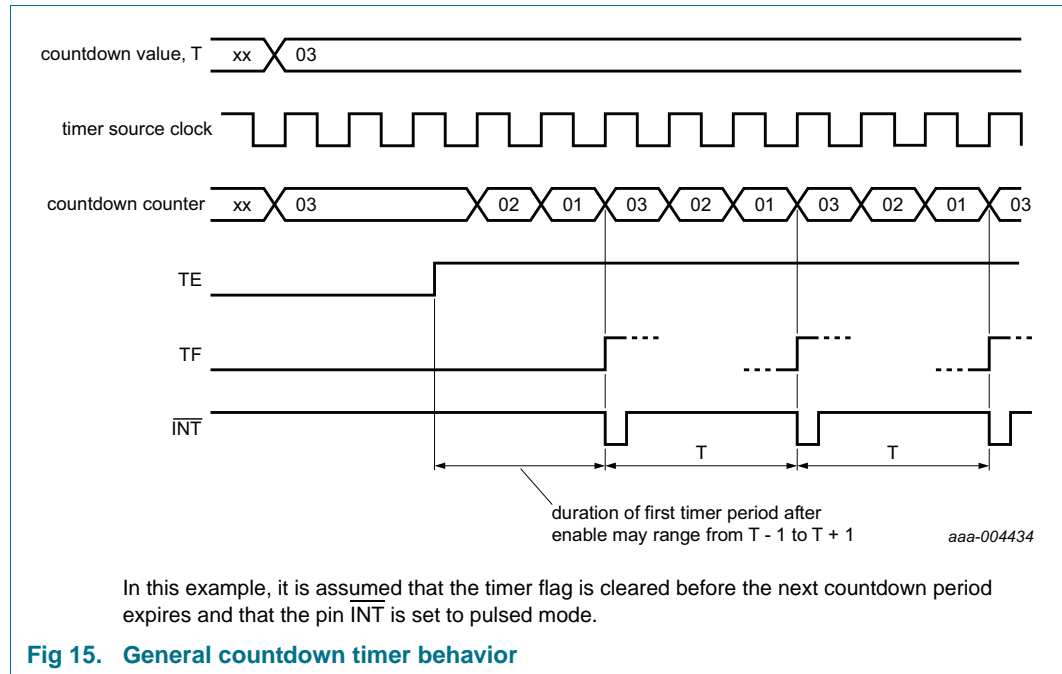 countdown value, T xx 03
timer source clock
countdown counter xx 03 02 01 03 02 01 03 02 01 03
TE
TF
INT
T T
duration of first timer period after
enable may range from T - 1 to T + 1
aaa-004434
In this example, it is assumed that the timer flag is cleared before the next countdown period
expires and that the pin INT is set to pulsed mode.
Fig 15. General countdown timer behavior